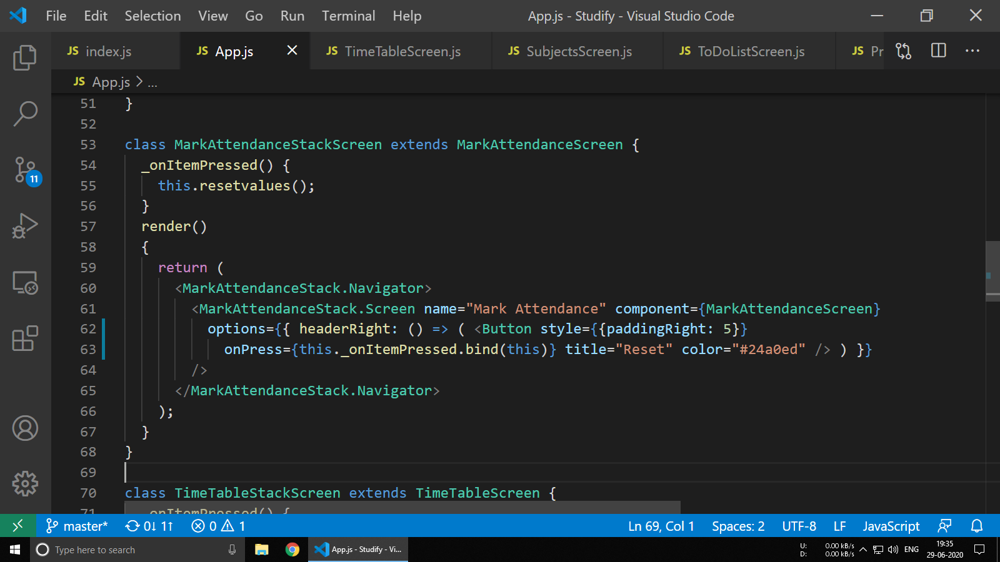 File Edit Selection View Go Run Terminal Help App.js - Studify - Visual Studio Code
JS index.js JS App.js JS TimeTableScreen.js JS SubjectsScreen.js JS ToDoListScreen.js JS Pr
JS App.js > ...
51 }
52
53 class MarkAttendanceStackScreen extends MarkAttendanceScreen {
54 _onItemPressed() {
55 this.resetvalues();
56 }
57 render()
58 {
59 return (
60 <MarkAttendanceStack.Navigator>
61 <MarkAttendanceStack.Screen name="Mark Attendance" component={MarkAttendanceScreen}
62 options={{ headerRight: () => ( <Button style={{paddingRight: 5}}
63 onPress={this._onItemPressed.bind(this)} title="Reset" color="#24a0ed" /> ) }}
64 />
65 </MarkAttendanceStack.Navigator>
66 );
67 }
68 }
69
70 class TimeTableStackScreen extends TimeTableScreen {
71 _onItemPressed() {
11
master* 0↓ 1↑ 0 1 Ln 69, Col 1 Spaces: 2 UTF-8 LF JavaScript
Type here to search App.js - Studify - Vi... U: 0.00 kB/s D: 0.00 kB/s ENG 19:35 29-06-2020